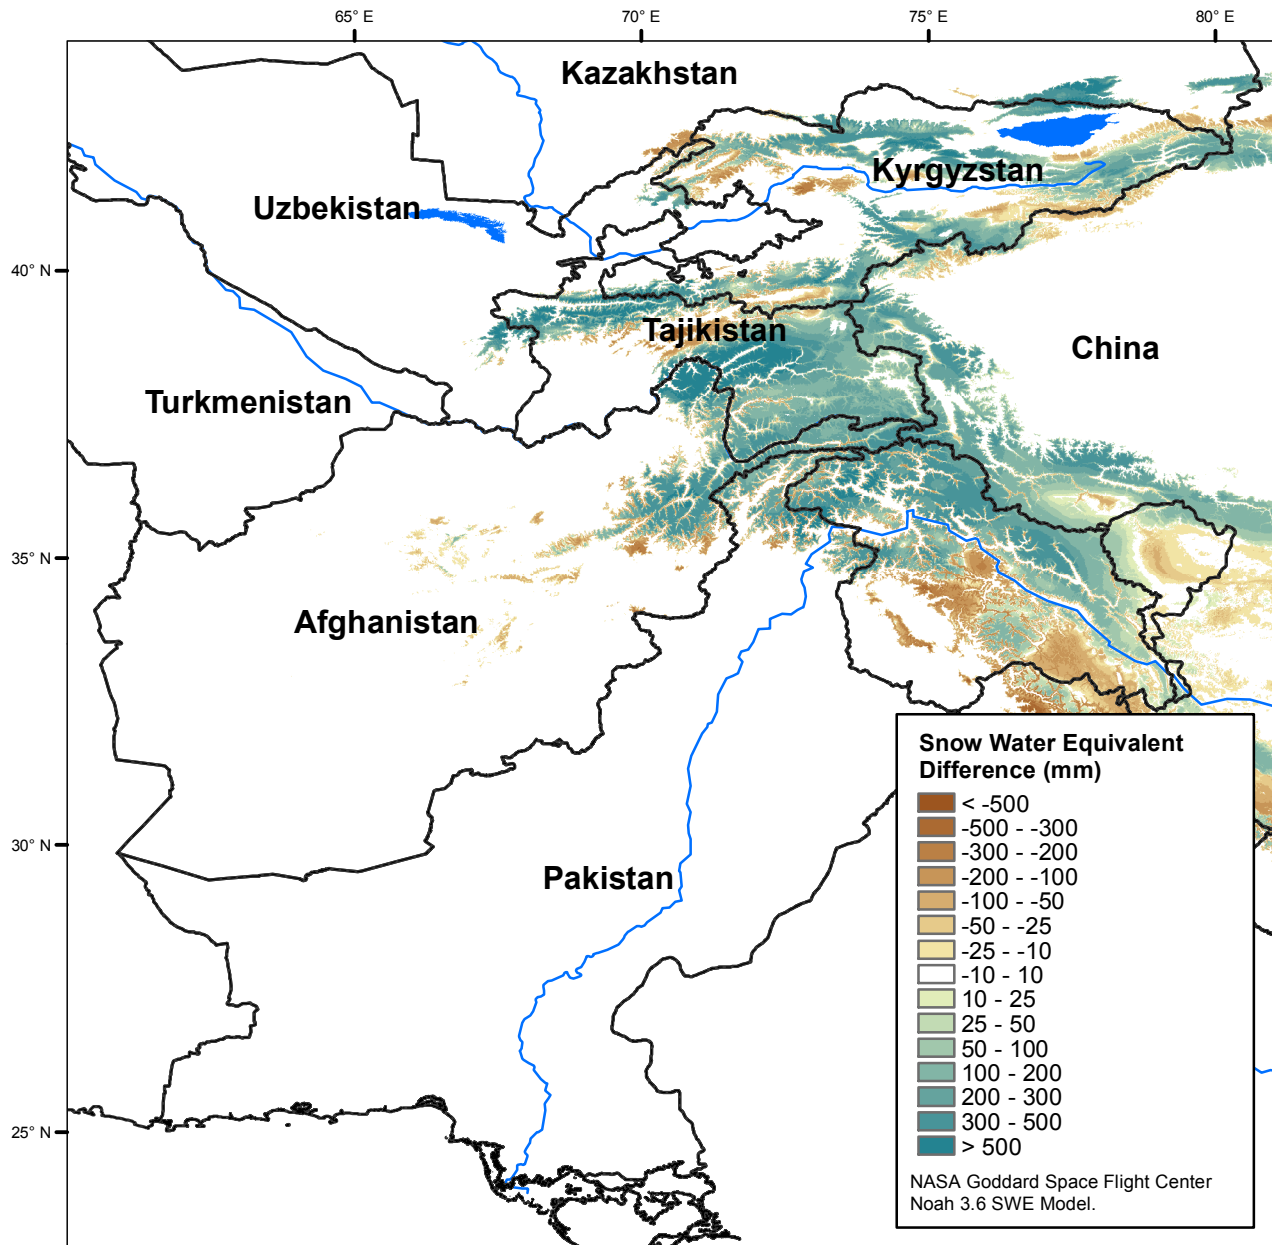 65° E
70° E
75° E
80° E
Kazakhstan
Kyrgyzstan
Uzbekistan
40° N
Tajikistan
China
Turkmenistan
35° N
Afghanistan
Snow Water Equivalent
Difference (mm)
< -500
-500 - -300
-300 - -200
-200 - -100
-100 - -50
-50 - -25
-25 - -10
-10 - 10
10 - 25
25 - 50
50 - 100
100 - 200
200 - 300
300 - 500
> 500
30° N
Pakistan
25° N
NASA Goddard Space Flight Center
Noah 3.6 SWE Model.